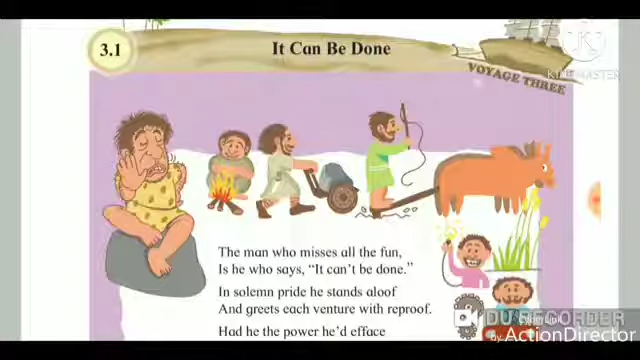 3.1
It Can Be Done
VOYAGE THREE
KINEMASTER
The man who misses all the fun,
Is he who says, “It can’t be done.”
In solemn pride he stands aloof
And greets each venture with reproof.
Had he the power he’d efface
DU RECORDER
by ActionDirector